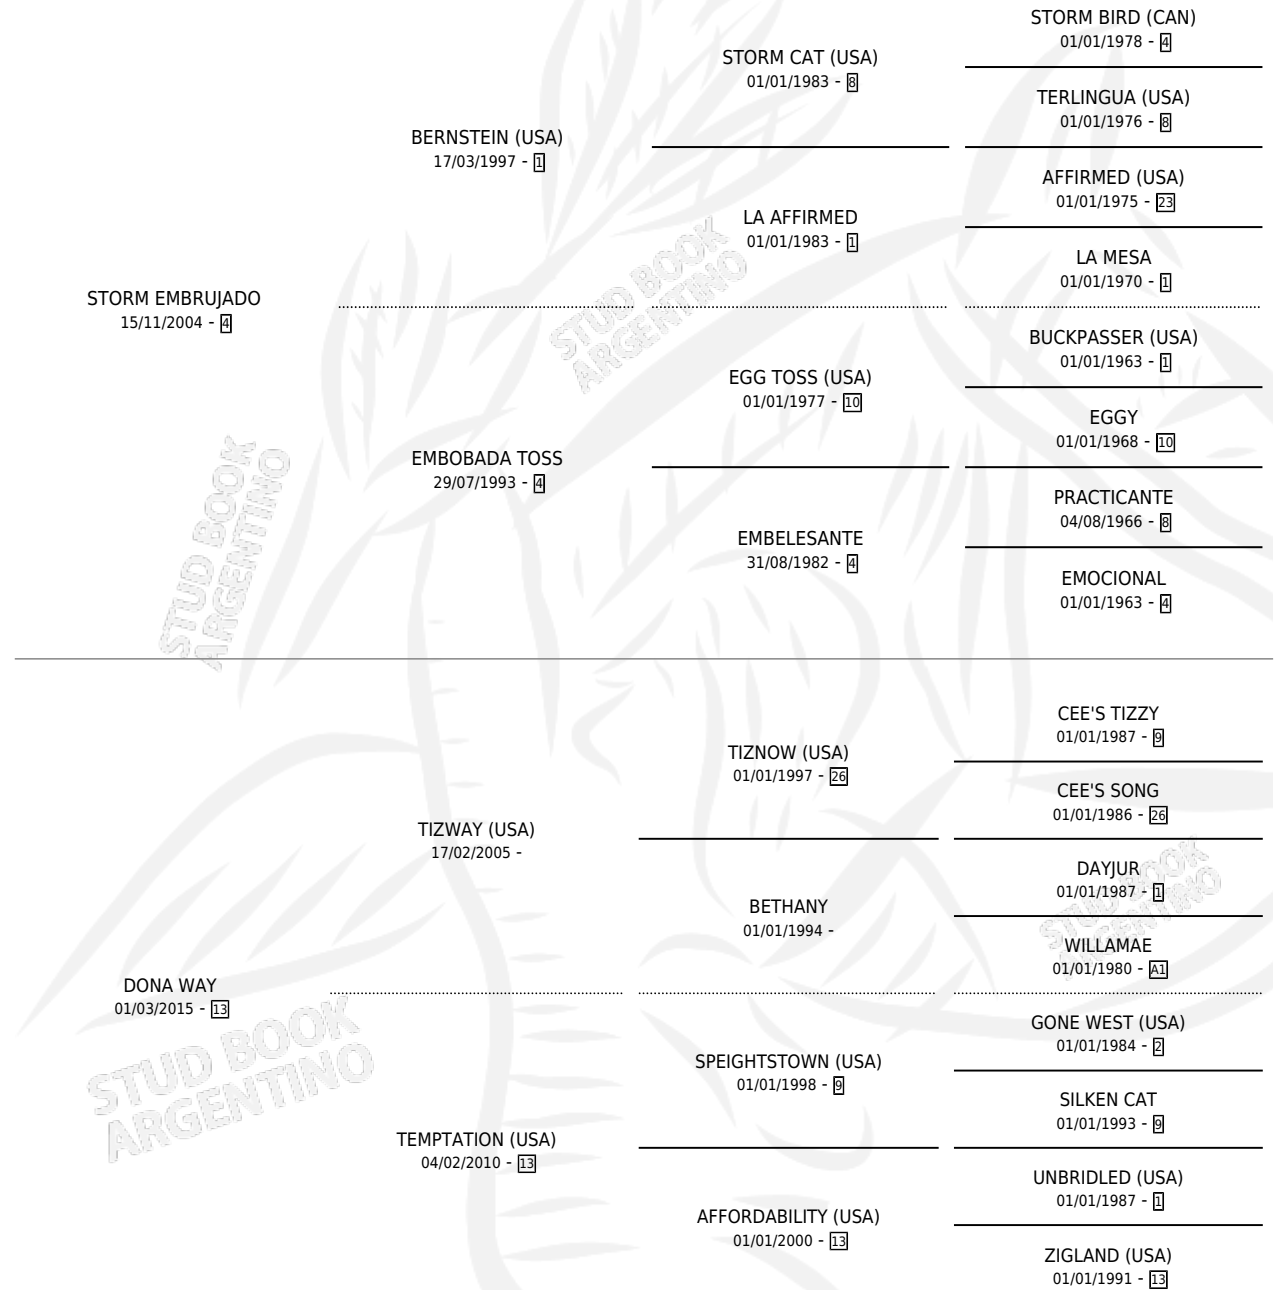 STORM BIRD (CAN)
01/01/1978 - 4
STORM CAT (USA)
01/01/1983 - 8
TERLINGUA (USA)
01/01/1976 - 8
BERNSTEIN (USA)
17/03/1997 - 1
AFFIRMED (USA)
01/01/1975 - 23
LA AFFIRMED
01/01/1983 - 1
LA MESA
01/01/1970 - 1
STORM EMBRUJADO
15/11/2004 - 4
BUCKPASSER (USA)
01/01/1963 - 1
EGG TOSS (USA)
01/01/1977 - 10
EGGY
01/01/1968 - 10
EMBOBADA TOSS
29/07/1993 - 4
PRACTICANTE
04/08/1966 - 8
EMBELESANTE
31/08/1982 - 4
EMOCIONAL
01/01/1963 - 4
STUD BOOK
ARGENTINO
STUD BOOK
ARGENTINO
CEE'S TIZZY
01/01/1987 - 9
TIZNOW (USA)
01/01/1997 - 26
CEE'S SONG
01/01/1986 - 26
TIZWAY (USA)
17/02/2005 -
DAYJUR
01/01/1987 - 1
BETHANY
01/01/1994 -
WILLAMAE
01/01/1980 - A1
DONA WAY
01/03/2015 - 13
GONE WEST (USA)
01/01/1984 - 2
SPEIGHTSTOWN (USA)
01/01/1998 - 9
SILKEN CAT
01/01/1993 - 9
TEMPTATION (USA)
04/02/2010 - 13
UNBRIDLED (USA)
01/01/1987 - 1
AFFORDABILITY (USA)
01/01/2000 - 13
ZIGLAND (USA)
01/01/1991 - 13
STUD BOOK
ARGENTINO
STUD BOOK
ARGENTINO